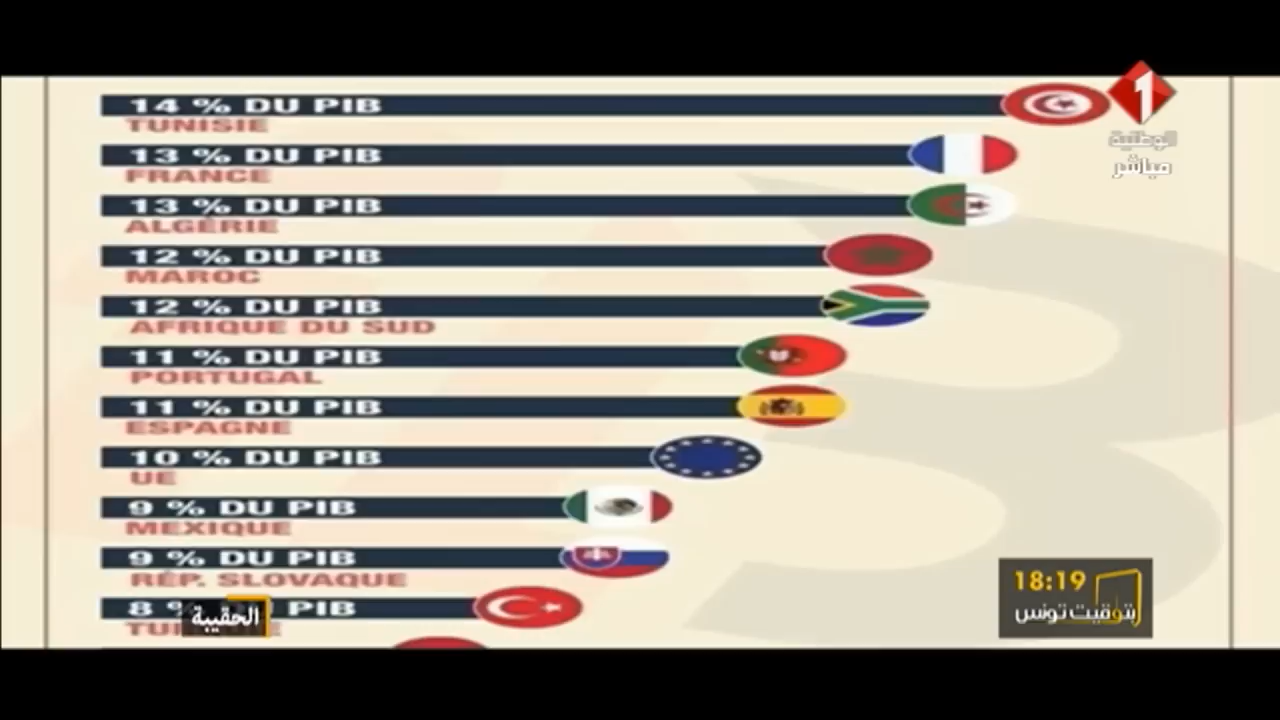 14 % DU PIB
TUNISIE
1
الوطنية
مباشر
13 % DU PIB
FRANCE
13 % DU PIB
ALGÉRIE
12 % DU PIB
MAROC
12 % DU PIB
AFRIQUE DU SUD
11 % DU PIB
PORTUGAL
11 % DU PIB
ESPAGNE
10 % DU PIB
UE
9 % DU PIB
MEXIQUE
9 % DU PIB
RÉP. SLOVAQUE
8 % PIB
الحقيبة
18:19
بتوقيت تونس